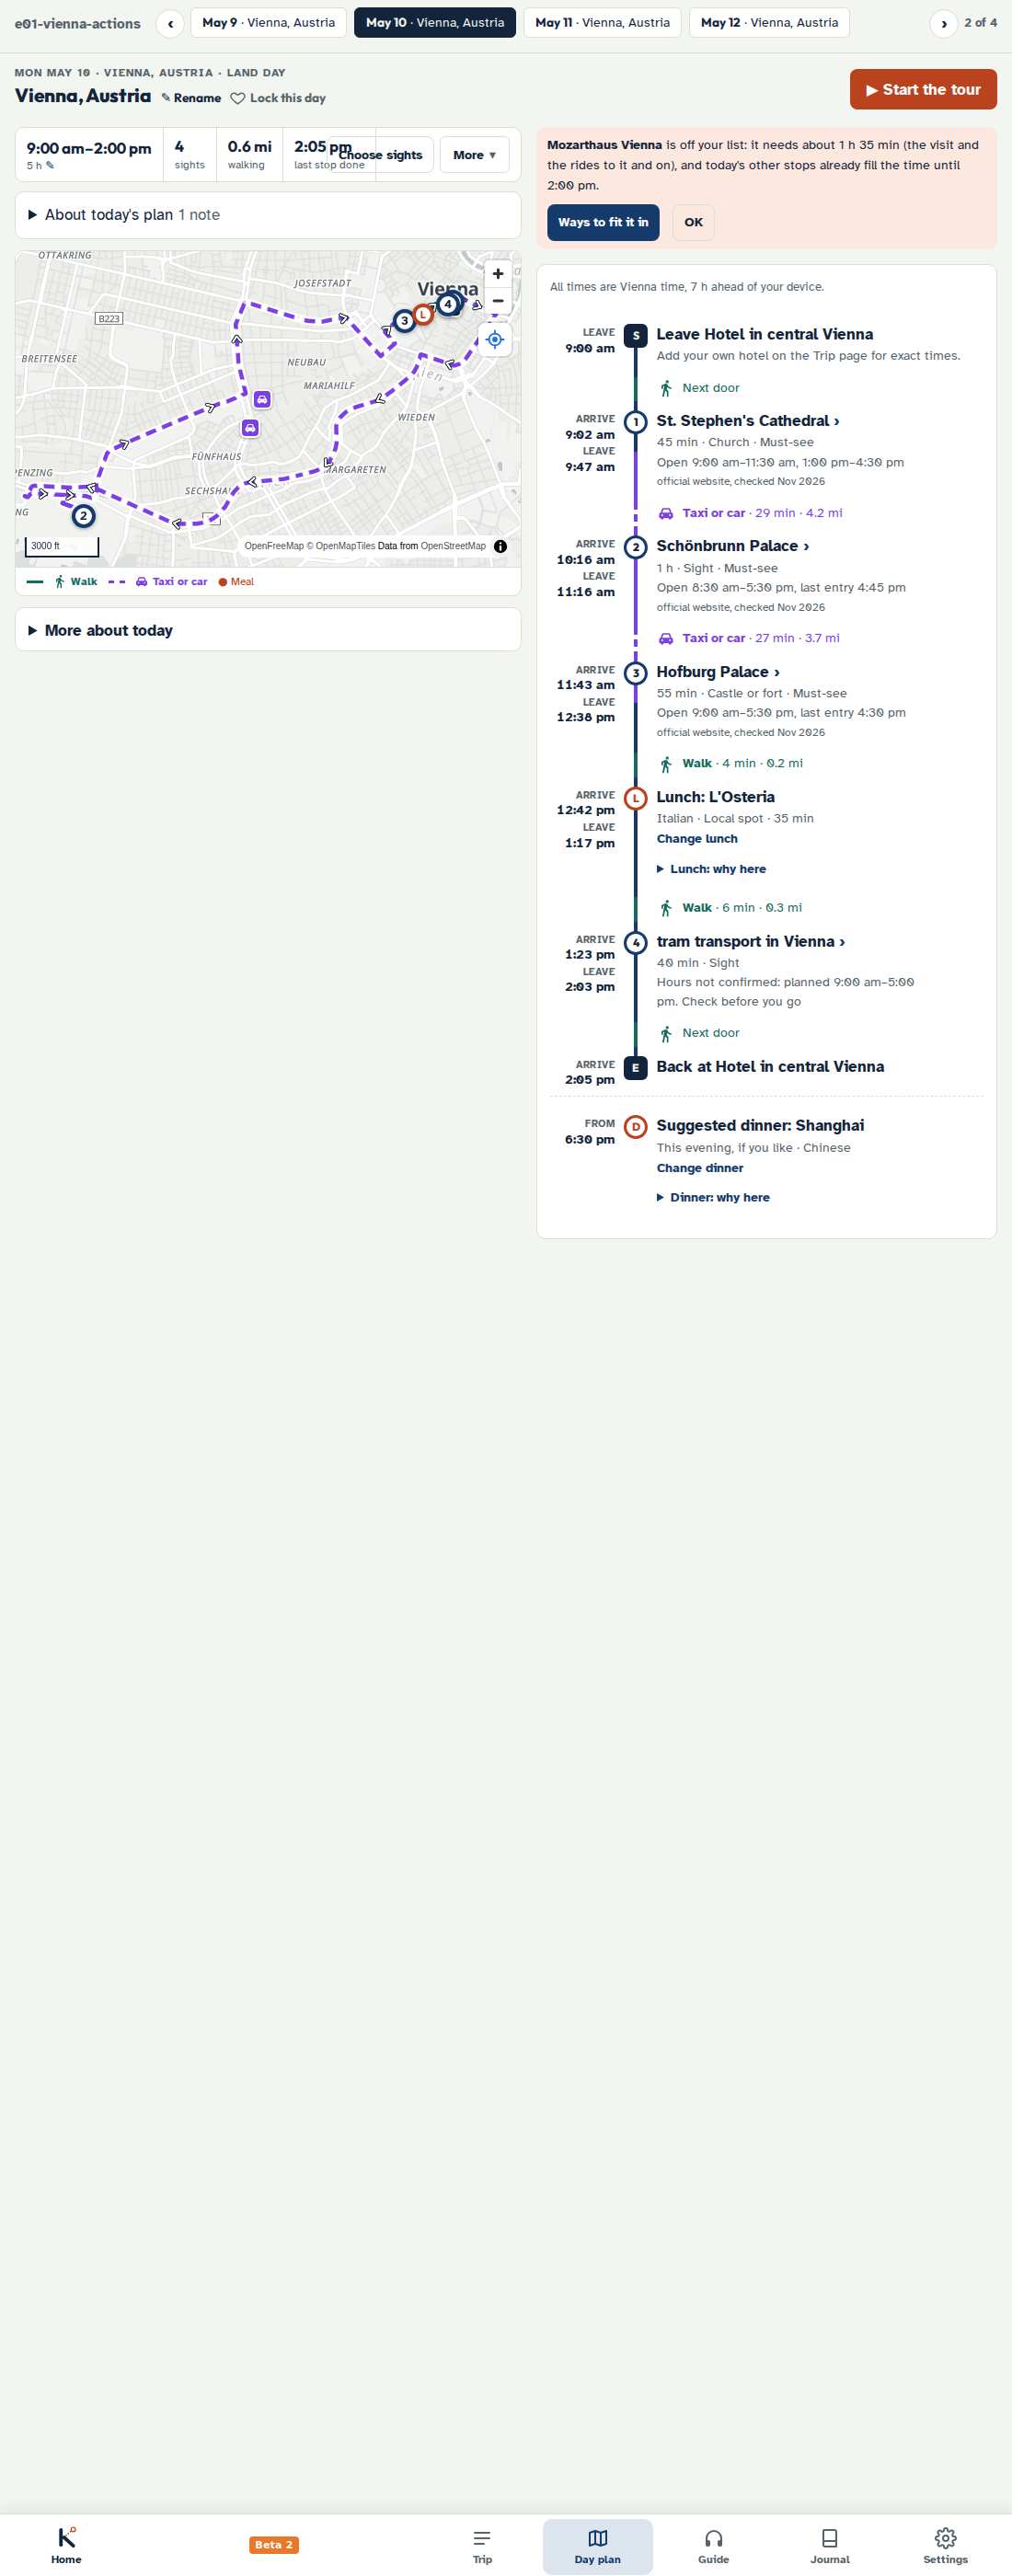 e01-vienna-actions
‹
May 9 · Vienna, Austria
May 10 · Vienna, Austria
May 11 · Vienna, Austria
May 12 · Vienna, Austria
›
2 of 4
MON MAY 10 · VIENNA, AUSTRIA · LAND DAY
Vienna, Austria ✎ Rename Lock this day
▶ Start the tour
9:00 am–2:00 pm
5 h ✎
4
sights
0.6 mi
walking
2:05 pm
last stop done
Choose sights
More ▼
▶ About today's plan 1 note
OTTAKRING
JOSEFSTADT
Vienna
B223
BREITENSEE
NEUBAU
MARIAHILF
WIEDEN
FÜNFHAUS
MARGARETEN
PENZING
SECHSHAU
NG
3
L
4
2
+
−
3000 ft
OpenFreeMap © OpenMapTiles Data from OpenStreetMap
Walk
Taxi or car
Meal
▶ More about today
Mozarthaus Vienna is off your list: it needs about 1 h 35 min (the visit and
the rides to it and on), and today's other stops already fill the time until
2:00 pm.
Ways to fit it in
OK
All times are Vienna time, 7 h ahead of your device.
LEAVE
9:00 am
S
Leave Hotel in central Vienna
Add your own hotel on the Trip page for exact times.
Next door
ARRIVE
9:02 am
LEAVE
9:47 am
1
St. Stephen's Cathedral ›
45 min · Church · Must-see
Open 9:00 am–11:30 am, 1:00 pm–4:30 pm
official website, checked Nov 2026
Taxi or car · 29 min · 4.2 mi
ARRIVE
10:16 am
LEAVE
11:16 am
2
Schönbrunn Palace ›
1 h · Sight · Must-see
Open 8:30 am–5:30 pm, last entry 4:45 pm
official website, checked Nov 2026
Taxi or car · 27 min · 3.7 mi
ARRIVE
11:43 am
LEAVE
12:38 pm
3
Hofburg Palace ›
55 min · Castle or fort · Must-see
Open 9:00 am–5:30 pm, last entry 4:30 pm
official website, checked Nov 2026
Walk · 4 min · 0.2 mi
ARRIVE
12:42 pm
LEAVE
1:17 pm
L
Lunch: L'Osteria
Italian · Local spot · 35 min
Change lunch
▶ Lunch: why here
Walk · 6 min · 0.3 mi
ARRIVE
1:23 pm
LEAVE
2:03 pm
4
tram transport in Vienna ›
40 min · Sight
Hours not confirmed: planned 9:00 am–5:00
pm. Check before you go
Next door
ARRIVE
2:05 pm
E
Back at Hotel in central Vienna
FROM
6:30 pm
D
Suggested dinner: Shanghai
This evening, if you like · Chinese
Change dinner
▶ Dinner: why here
Home
Beta 2
Trip
Day plan
Guide
Journal
Settings